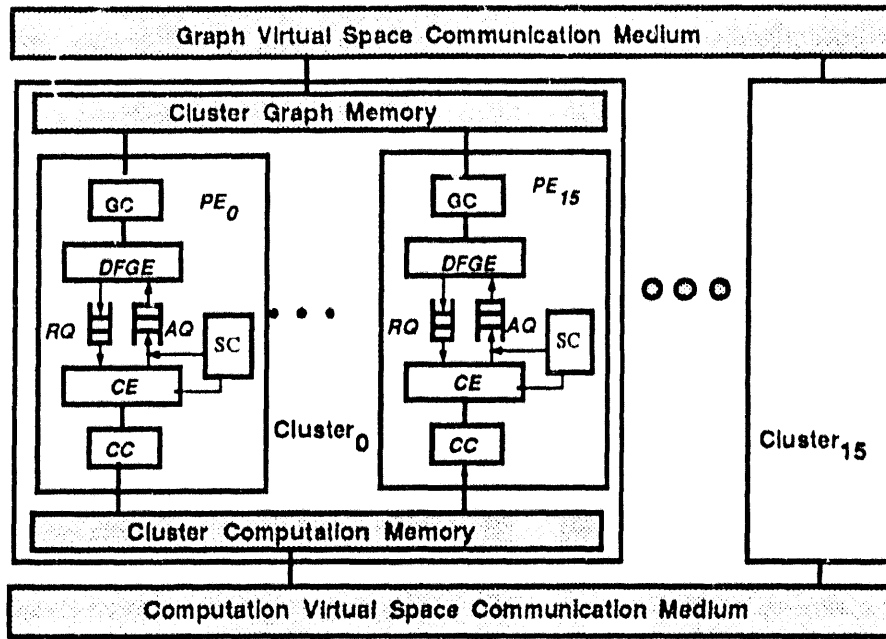 Graph Virtual Space Communication Medium
Cluster Graph Memory
GC
PE0
DFGE
RQ
AQ
SC
CE
CC
Cluster0
GC
PE15
DFGE
RQ
AQ
SC
CE
CC
Cluster15
Cluster Computation Memory
Computation Virtual Space Communication Medium